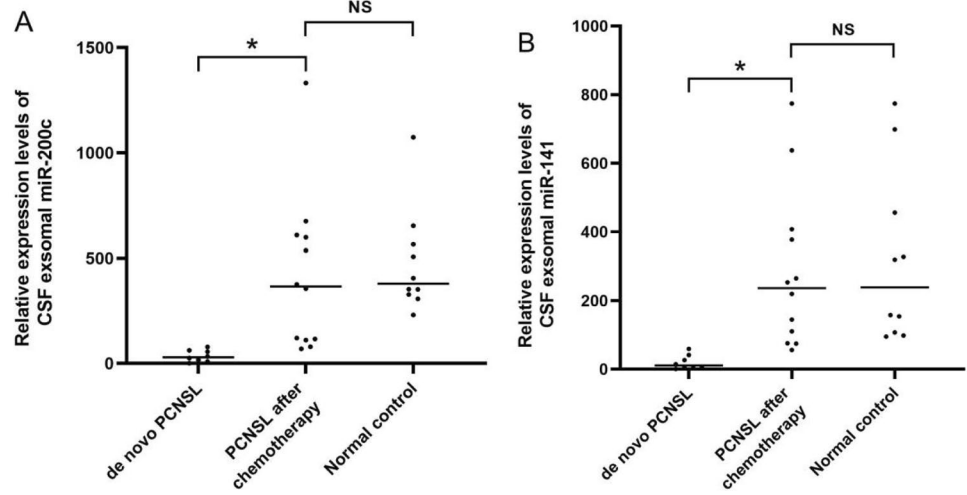 A
NS
*
1500
1000
500
0
Relative expression levels of
CSF exsomal miR-200c
de novo PCNSL
PCNSL after
chemotherapy
Normal control
B
NS
*
1000
800
600
400
200
0
Relative expression levels of
CSF exsomal miR-141
de novo PCNSL
PCNSL after
chemotherapy
Normal control